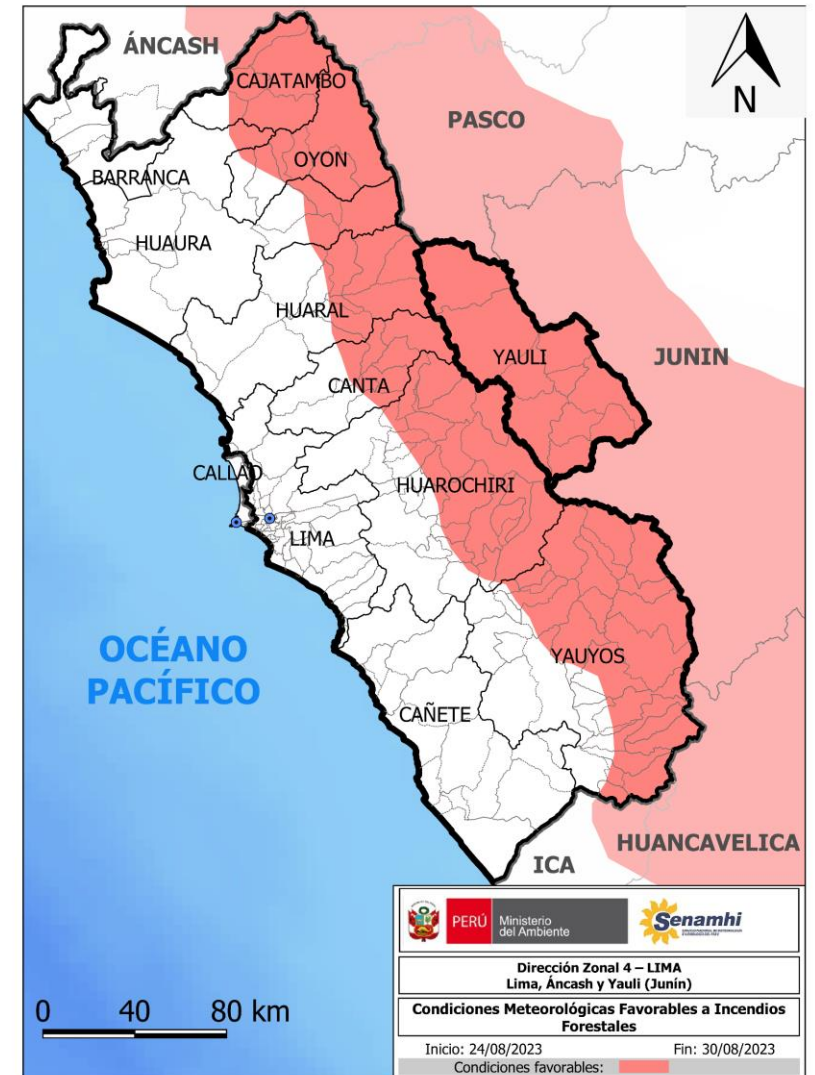 ÁNCASH
CAJATAMBO
N
PASCO
OYON
BARRANCA
HUAURA
HUARAL
YAULI
JUNIN
CANTA
CALLAO
HUAROCHIRI
LIMA
OCÉANO
PACÍFICO
YAUYOS
CAÑETE
HUANCAVELICA
ICA
PERÚ
Ministerio
del Ambiente
Senamhi
Dirección Zonal 4 – LIMA
Lima, Áncash y Yauli (Junín)
Condiciones Meteorológicas Favorables a Incendios
Forestales
0 40 80 km
Inicio: 24/08/2023 Fin: 30/08/2023
Condiciones favorables: